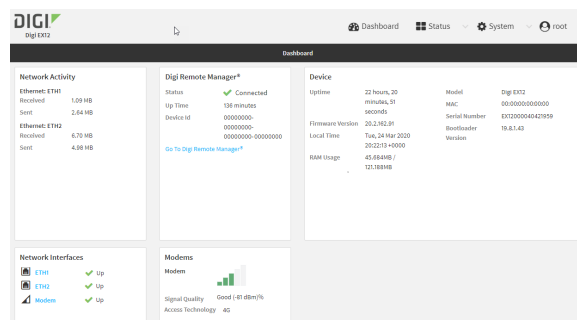 DIGI
Digi EX12
Dashboard
Status
System
root
Dashboard
Network Activity
Ethernet: ETH1
Received 1.09 MB
Sent 2.64 MB
Ethernet: ETH2
Received 6.70 MB
Sent 4.98 MB
Digi Remote Manager®
Status Connected
Up Time 136 minutes
Device Id 00000000-
00000000-
00000000-00000000
Go To Digi Remote Manager®
Device
Uptime 22 hours, 20
minutes, 51
seconds
Firmware Version 20.2.162.91
Local Time Tue, 24 Mar 2020
20:22:13 +0000
RAM Usage 45.684MB /
121.188MB
Model Digi EX12
MAC 00:00:00:00:00:00
Serial Number EX12000040421959
Bootloader 19.8.1.43
Version
Network Interfaces
ETH1 Up
ETH2 Up
Modem Up
Modems
Modem
Signal Quality Good (-81 dBm)%
Access Technology 4G